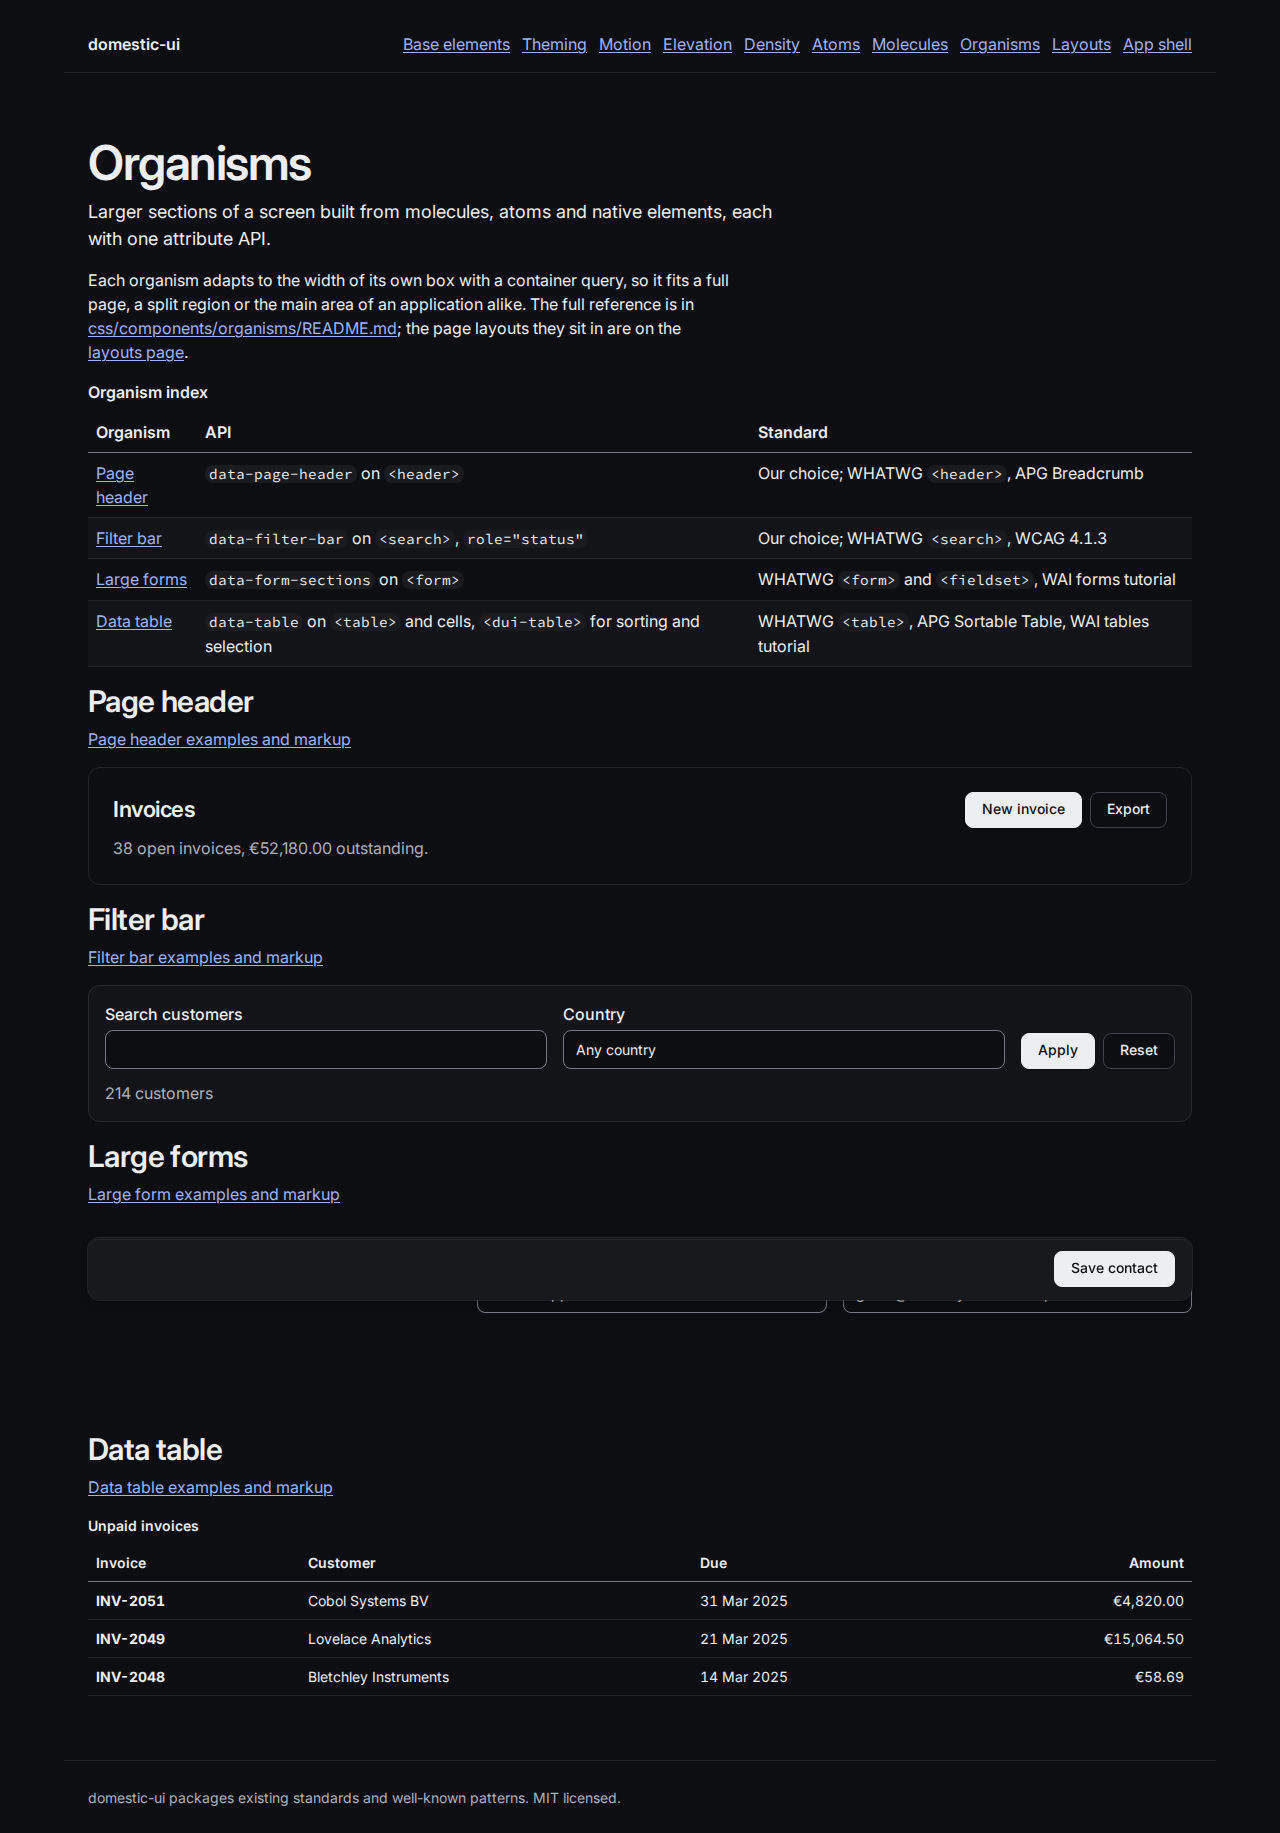 domestic-ui
Base elements Theming Motion Elevation Density Atoms Molecules Organisms Layouts App shell
Organisms
Larger sections of a screen built from molecules, atoms and native elements, each
with one attribute API.
Each organism adapts to the width of its own box with a container query, so it fits a full
page, a split region or the main area of an application alike. The full reference is in
css/components/organisms/README.md; the page layouts they sit in are on the
layouts page.
Organism index
Organism API Standard
Page data-page-header on <header> Our choice; WHATWG <header>, APG Breadcrumb
header
Filter bar data-filter-bar on <search>, role="status" Our choice; WHATWG <search>, WCAG 4.1.3
Large forms data-form-sections on <form> WHATWG <form> and <fieldset>, WAI forms tutorial
Data table data-table on <table> and cells, <dui-table> for sorting and WHATWG <table>, APG Sortable Table, WAI tables
selection tutorial
Page header
Page header examples and markup
Invoices New invoice Export
38 open invoices, €52,180.00 outstanding.
Filter bar
Filter bar examples and markup
Search customers Country
Any country Apply Reset
214 customers
Large forms
Large form examples and markup
Save contact
Data table
Data table examples and markup
Unpaid invoices
Invoice Customer Due Amount
INV-2051 Cobol Systems BV 31 Mar 2025 €4,820.00
INV-2049 Lovelace Analytics 21 Mar 2025 €15,064.50
INV-2048 Bletchley Instruments 14 Mar 2025 €58.69
domestic-ui packages existing standards and well-known patterns. MIT licensed.